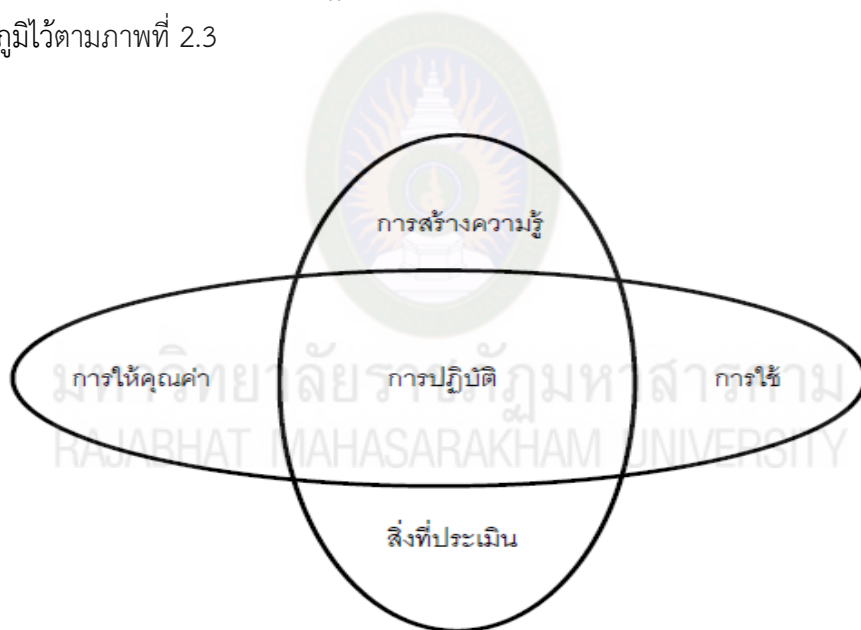 ภูมิไว้ตามภาพที่ 2.3
การสร้างความรู้
การให้คุณค่า การปฏิบัติ การใช้
มหาวิทยาลัยราชภัฏมหาสารคาม
RAJABHAT MAHASARAKHAM UNIVERSITY
สิ่งที่ประเมิน